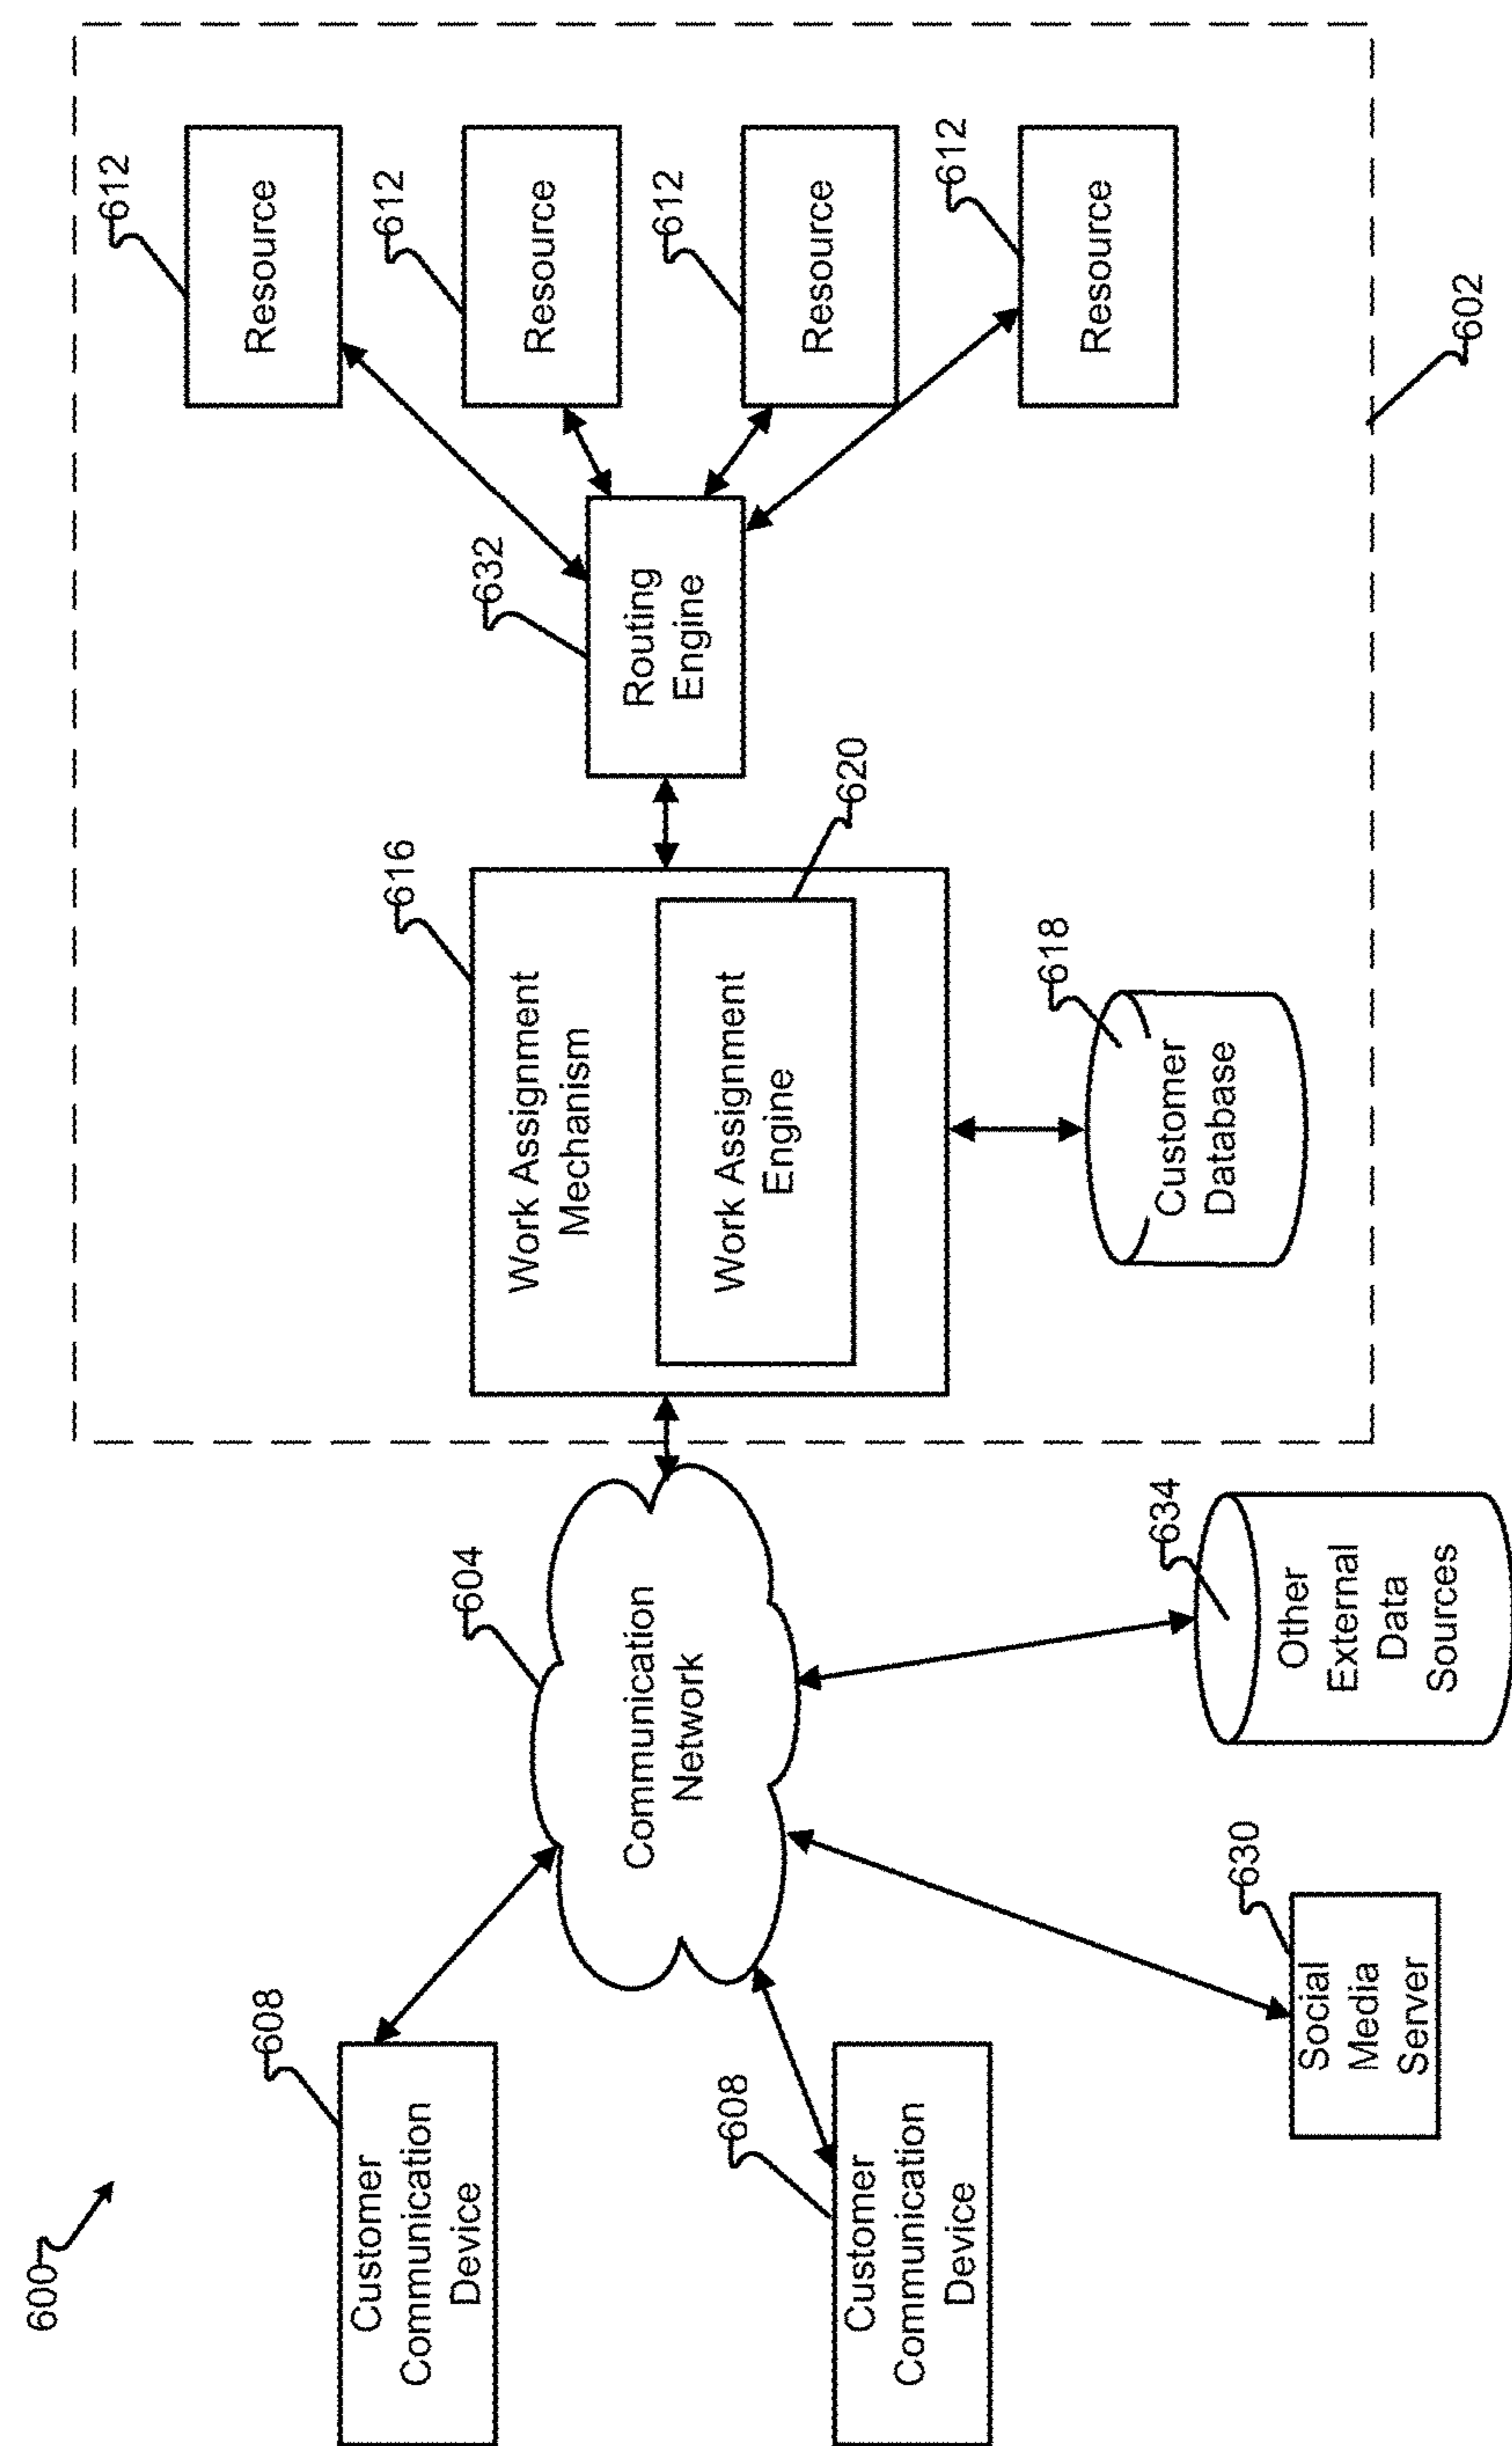 600
608
Customer
Communication
Device
608
Customer
Communication
Device
604
Communication
Network
630
Social
Media
Server
634
Other
External
Data
Sources
616
Work Assignment
Mechanism
620
Work Assignment
Engine
618
Customer
Database
632
Routing
Engine
612
Resource
612
Resource
612
Resource
612
Resource
602